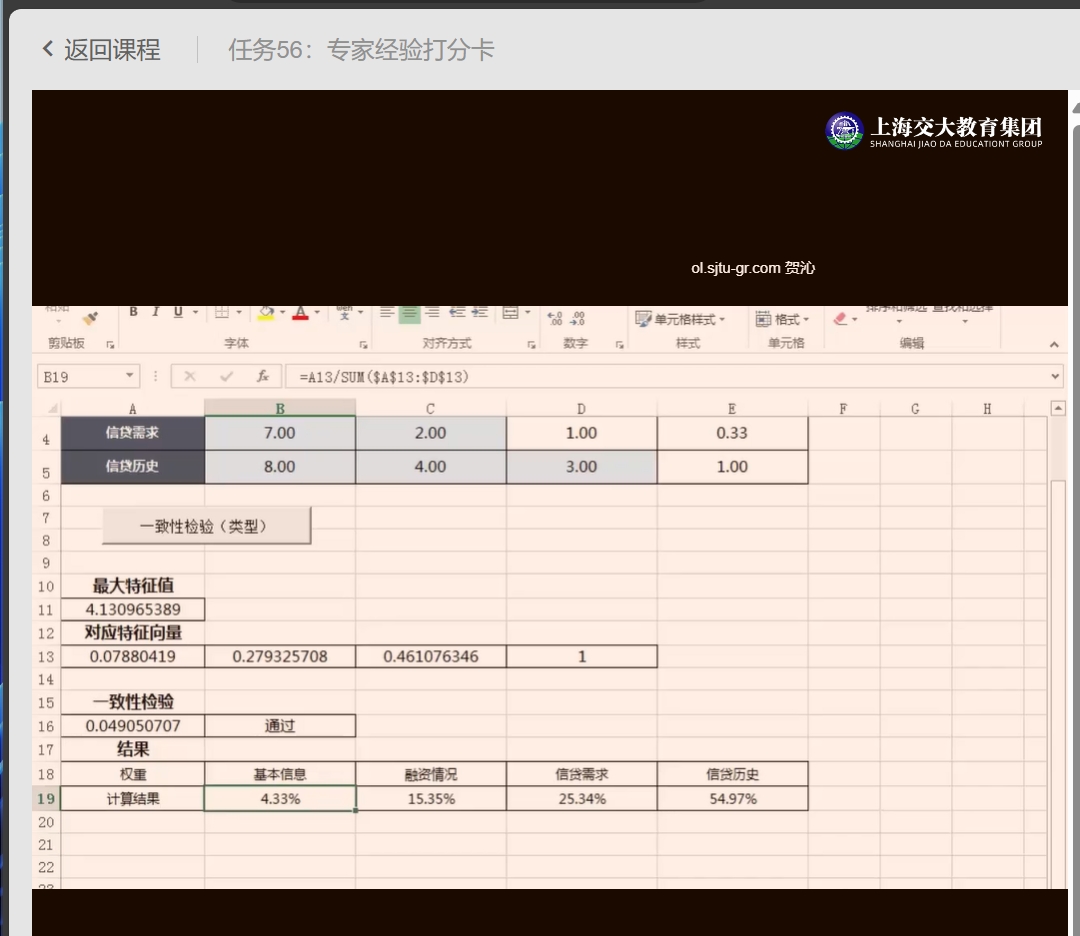 返回课程 任务56：专家经验打分卡
上海交大教育集团
SHANGHAI JIAO DA EDUCATIONT GROUP
ol.sjtu-gr.com 贺沁
B I U A 文 .00 .00 单元格样式 格式
剪贴板 字体 对齐方式 数字 样式 单元格 编辑
B19 fx =A13/SUM($A$13:$D$13)
A B C D E F G H
4 信贷需求 7.00 2.00 1.00 0.33
5 信贷历史 8.00 4.00 3.00 1.00
6
7 一致性检验（类型）
8
9
10 最大特征值
11 4.130965389
12 对应特征向量
13 0.07880419 0.279325708 0.461076346 1
14
15 一致性检验
16 0.049050707 通过
17 结果
18 权重 基本信息 融资情况 信贷需求 信贷历史
19 计算结果 4.33% 15.35% 25.34% 54.97%
20
21
22